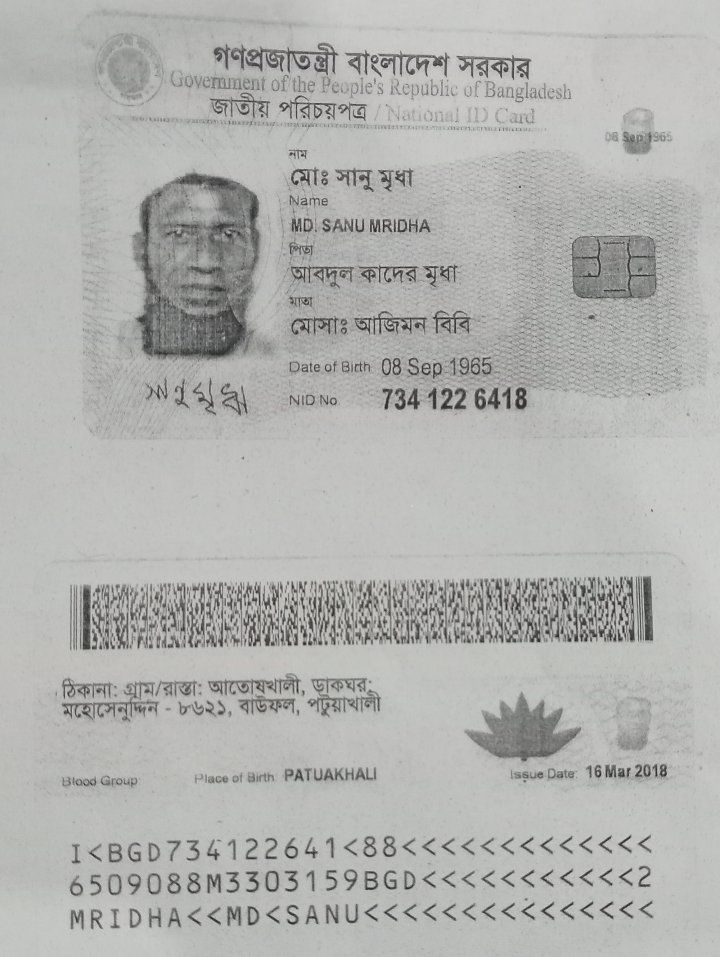 গণপ্রজাতন্ত্রী বাংলাদেশ সরকার
Government of the People's Republic of Bangladesh
জাতীয় পরিচয়পত্র / National ID Card
08 Sep 1965
নাম
মোঃ সানু মৃধা
Name
MD. SANU MRIDHA
পিতা
আবদুল কাদের মৃধা
মাতা
মোসাঃ আজিমন বিবি
Date of Birth 08 Sep 1965
NID No. 734 122 6418
সানু মৃধা
ঠিকানা: গ্রাম/রাস্তা: আতোষখালী, ডাকঘর:
- ৮৬২১, বাউফল, পটুয়াখালী
Blood Group:
Place of Birth: PATUAKHALI
Issue Date: 16 Mar 2018
I<BGD734122641<88<<<<<<<<<<<<<
6509088M3303159BGD<<<<<<<<<<<2
MRIDHA<<MD<SANU<<<<<<<<<<<<<<<